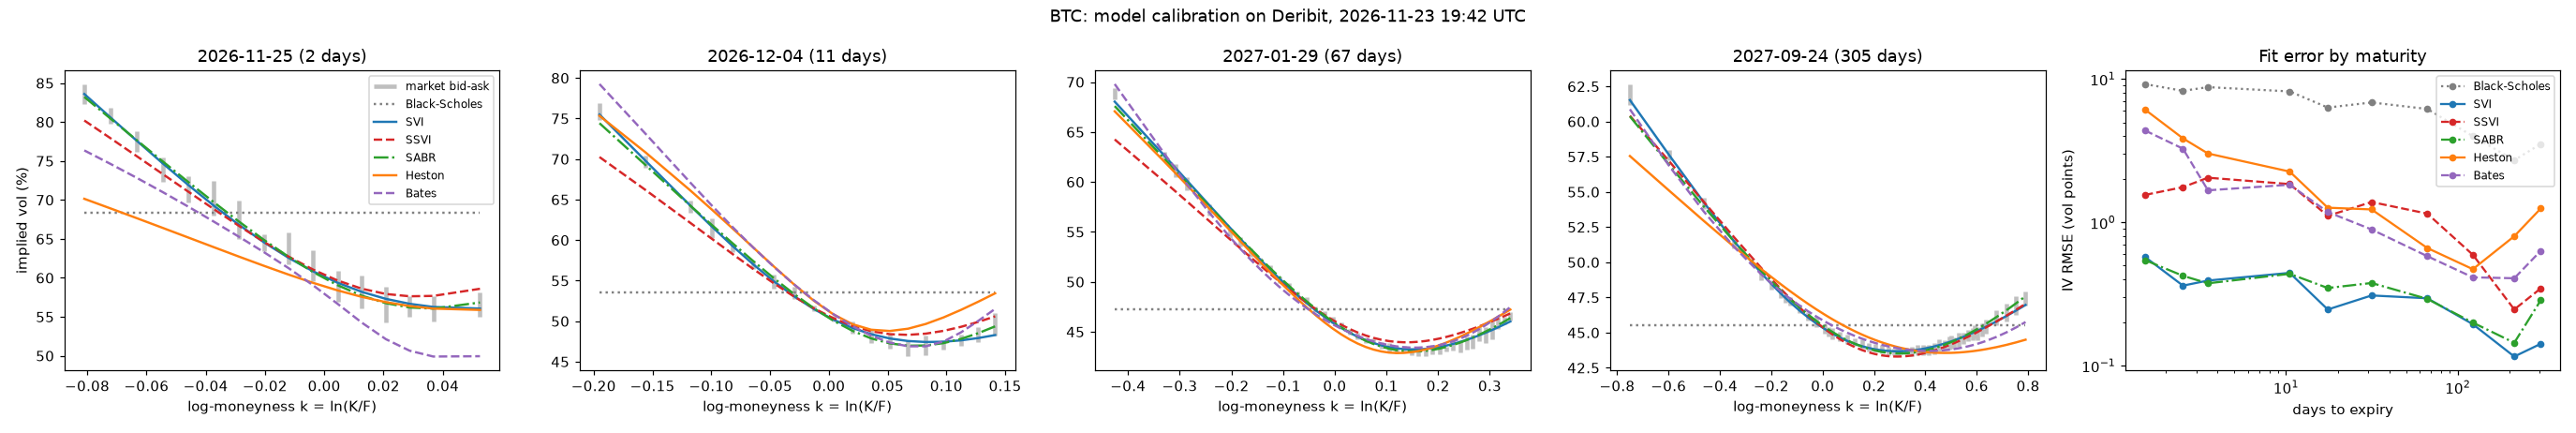 BTC: model calibration on Deribit, 2026-11-23 19:42 UTC
2026-11-25 (2 days)
implied vol (%)
85
80
75
70
65
60
55
50
−0.08
−0.06
−0.04
−0.02
0.00
0.02
0.04
log-moneyness k = ln(K/F)
market bid-ask
Black-Scholes
SVI
SSVI
SABR
Heston
Bates
2026-12-04 (11 days)
80
75
70
65
60
55
50
45
−0.20
−0.15
−0.10
−0.05
0.00
0.05
0.10
0.15
log-moneyness k = ln(K/F)
2027-01-29 (67 days)
70
65
60
55
50
45
−0.4
−0.3
−0.2
−0.1
0.0
0.1
0.2
0.3
log-moneyness k = ln(K/F)
2027-09-24 (305 days)
62.5
60.0
57.5
55.0
52.5
50.0
47.5
45.0
42.5
−0.8
−0.6
−0.4
−0.2
0.0
0.2
0.4
0.6
0.8
log-moneyness k = ln(K/F)
Fit error by maturity
IV RMSE (vol points)
10¹
10⁰
10⁻¹
10¹
10²
days to expiry
Black-Scholes
SVI
SSVI
SABR
Heston
Bates